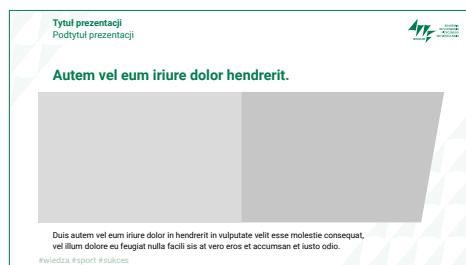 Tytuł prezentacji
Podtytuł prezentacji
Autem vel eum iriure dolor hendrerit.
Duis autem vel eum iriure dolor in hendrerit in vulputate velit esse molestie consequat,
vel illum dolore eu feugiat nulla facili sis at vero eros et accumsan et iusto odio.
#wiedza #sport #sukces